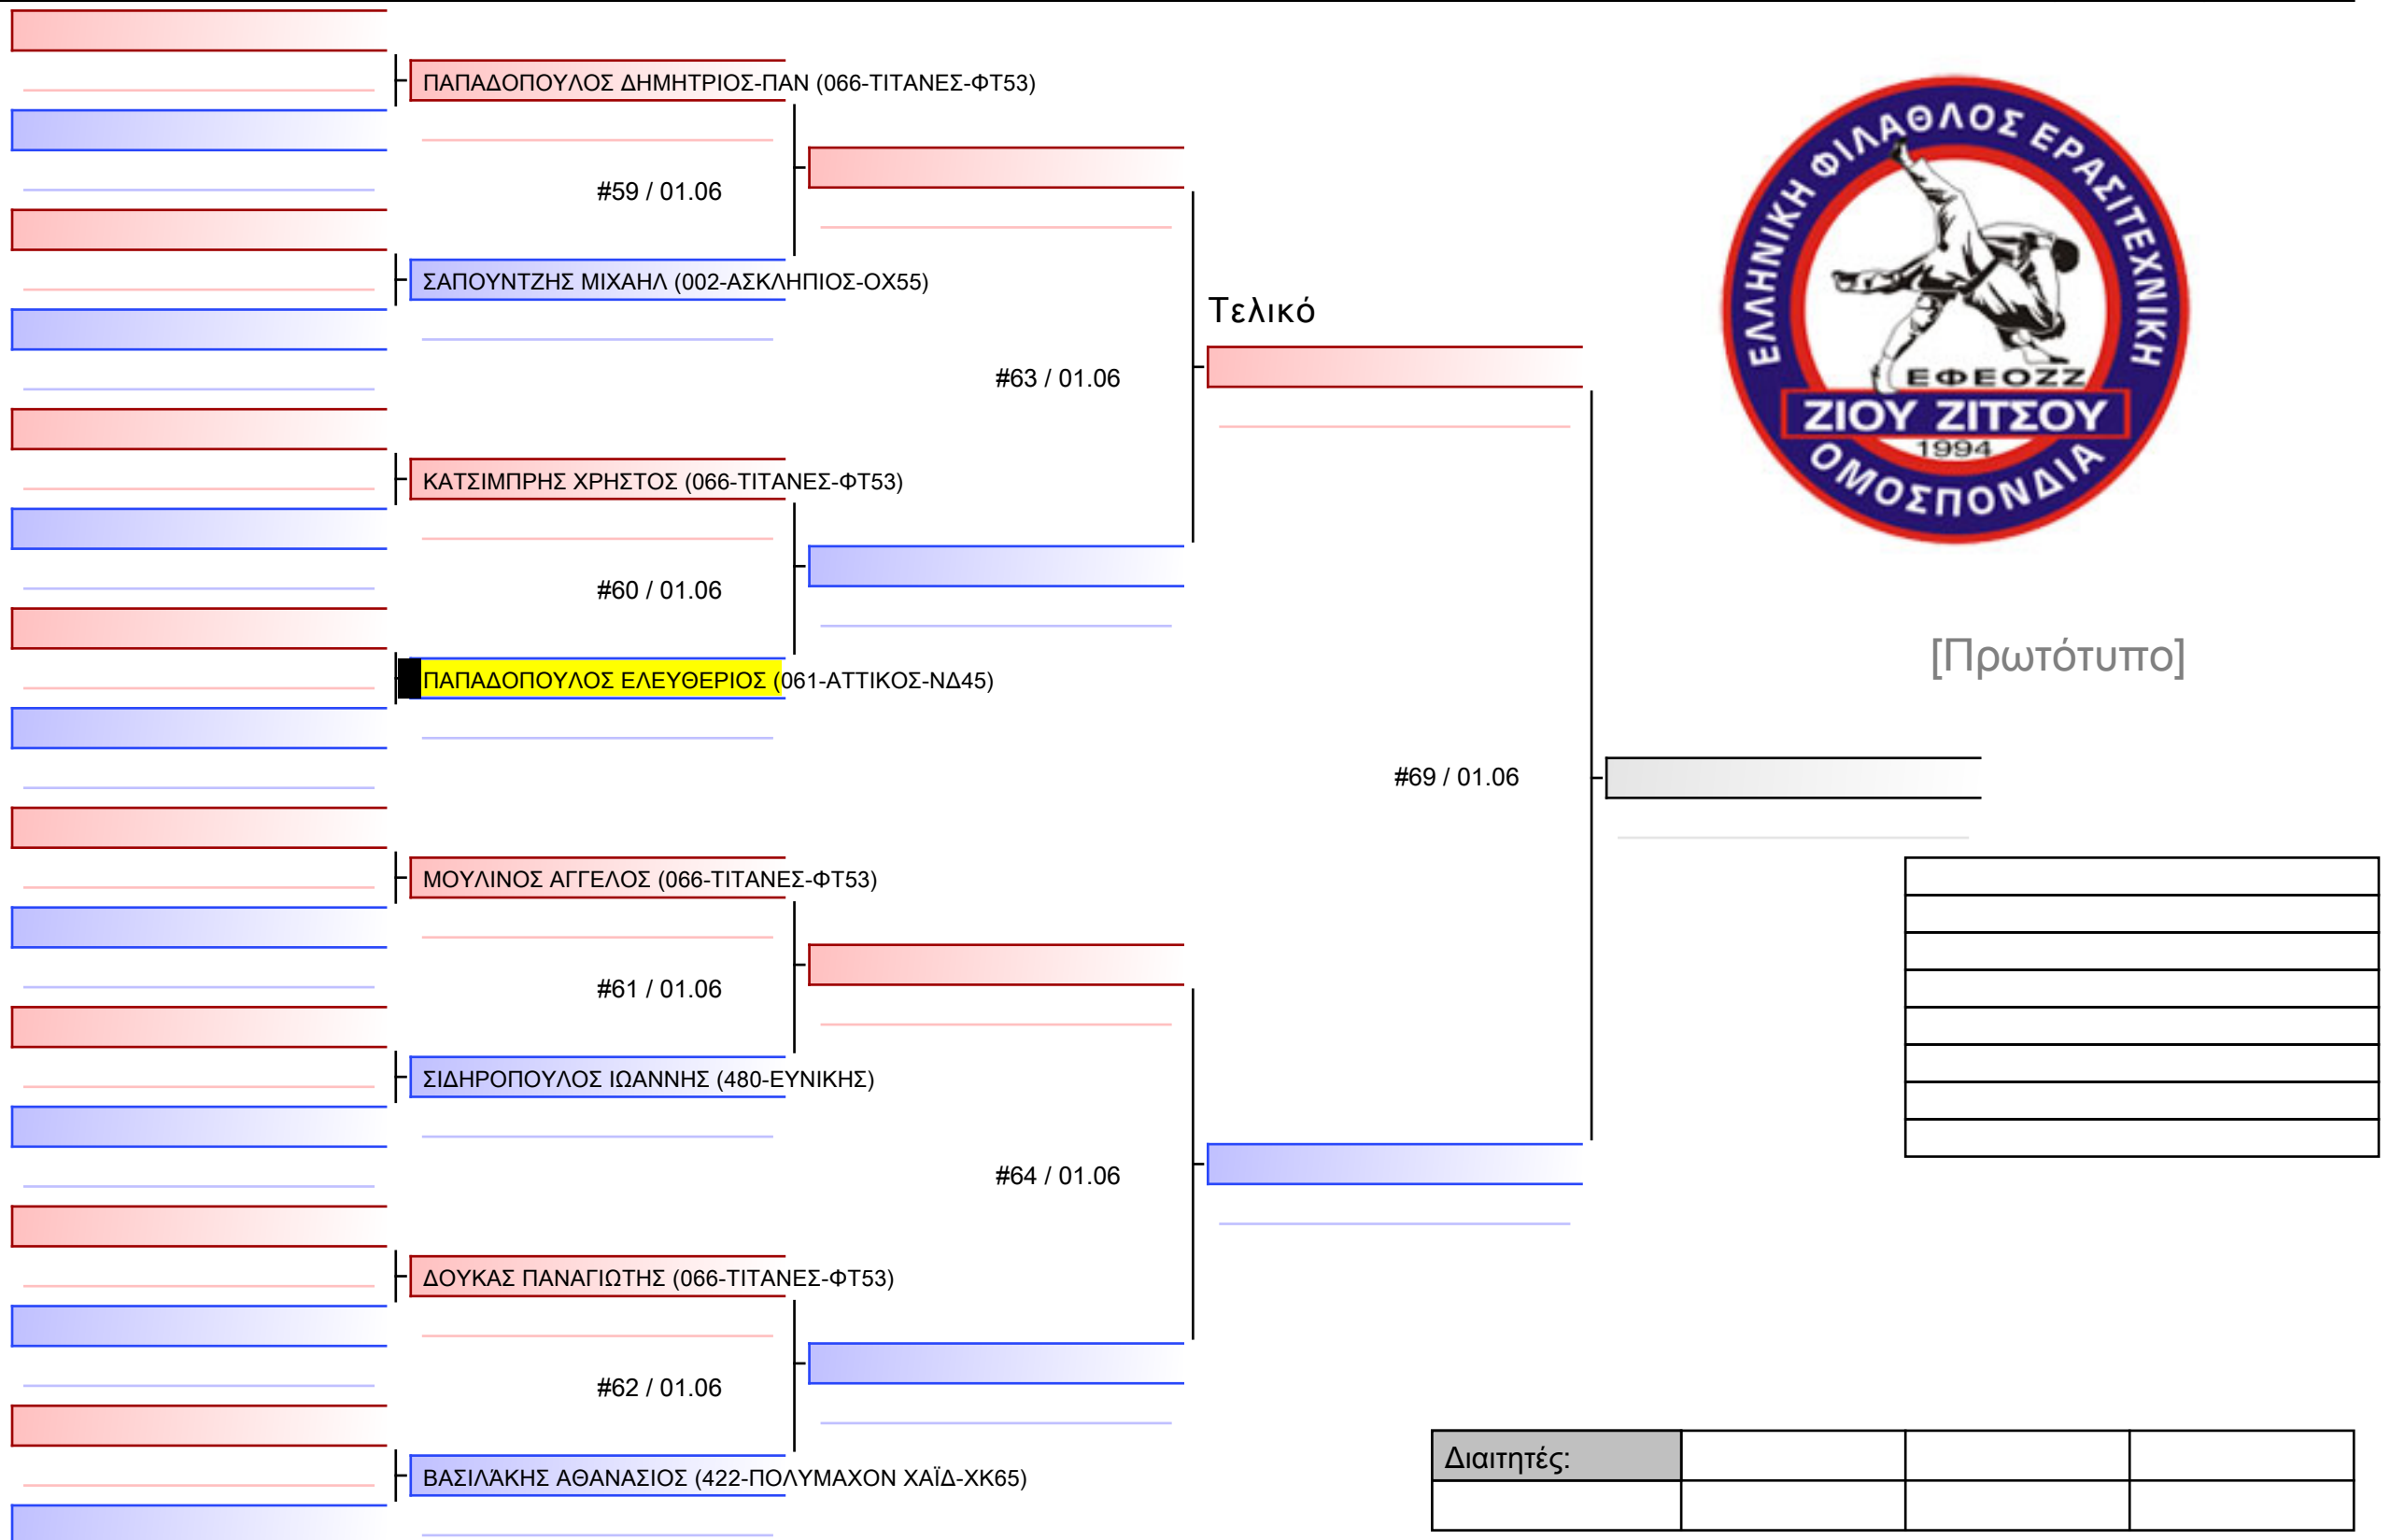 ΠΑΠΑΔΟΠΟΥΛΟΣ ΔΗΜΗΤΡΙΟΣ-ΠΑΝ (066-ΤΙΤΑΝΕΣ-ΦΤ53)
#59 / 01.06
ΣΑΠΟΥΝΤΖΗΣ ΜΙΧΑΗΛ (002-ΑΣΚΛΗΠΙΟΣ-ΟΧ55)
Τελικό
#63 / 01.06
ΚΑΤΣΙΜΠΡΗΣ ΧΡΗΣΤΟΣ (066-ΤΙΤΑΝΕΣ-ΦΤ53)
#60 / 01.06
ΠΑΠΑΔΟΠΟΥΛΟΣ ΕΛΕΥΘΕΡΙΟΣ (061-ΑΤΤΙΚΟΣ-ΝΔ45)
#69 / 01.06
ΜΟΥΛΙΝΟΣ ΑΓΓΕΛΟΣ (066-ΤΙΤΑΝΕΣ-ΦΤ53)
#61 / 01.06
ΣΙΔΗΡΟΠΟΥΛΟΣ ΙΩΑΝΝΗΣ (480-ΕΥΝΙΚΗΣ)
#64 / 01.06
ΔΟΥΚΑΣ ΠΑΝΑΓΙΩΤΗΣ (066-ΤΙΤΑΝΕΣ-ΦΤ53)
#62 / 01.06
ΒΑΣΙΛΆΚΗΣ ΑΘΑΝΑΣΙΟΣ (422-ΠΟΛΥΜΑΧΟΝ ΧΑΪΔ-ΧΚ65)
ΕΛΛΗΝΙΚΗ ΦΙΛΑΘΛΟΣ ΕΡΑΣΙΤΕΧΝΙΚΗ
ΕΦΕΟΖΖ
ΖΙΟΥ ΖΙΤΣΟΥ
1994
ΟΜΟΣΠΟΝΔΙΑ
[Πρωτότυπο]
Διαιτητές: